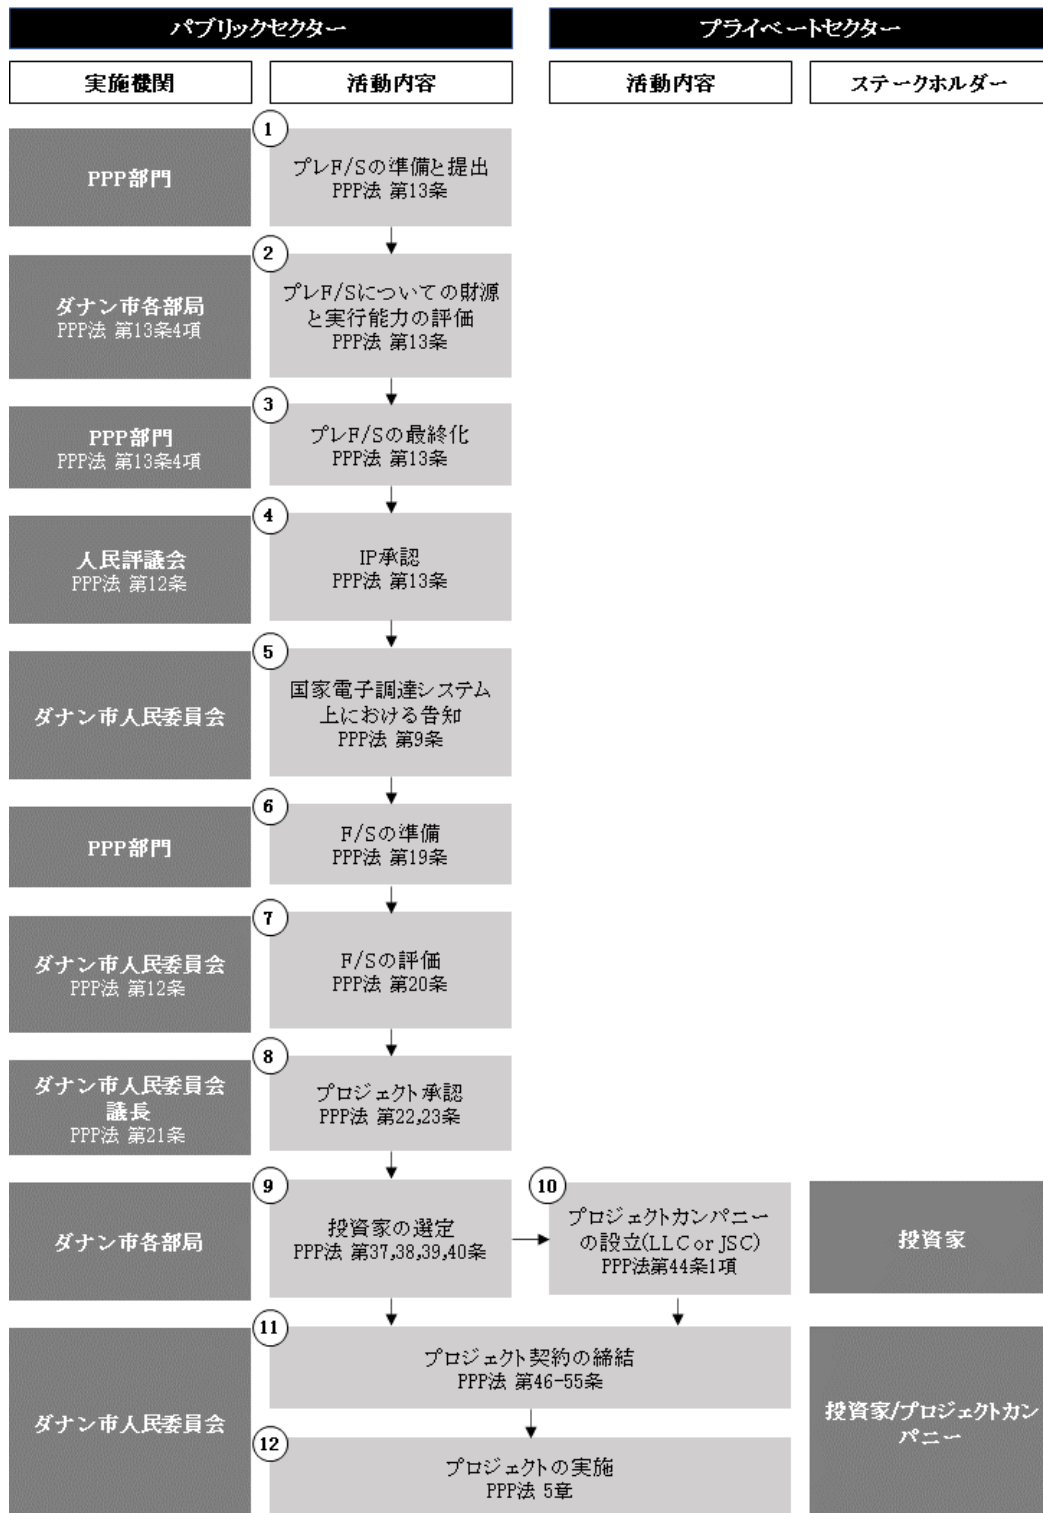 パブリックセクター
プライベートセクター
実施機関
活動内容
活動内容
ステークホルダー
PPP部門
1
プレF/Sの準備と提出
PPP法 第13条
ダナン市各部局
PPP法 第13条4項
2
プレF/Sについての財源
と実行能力の評価
PPP法 第13条
PPP部門
PPP法 第13条4項
3
プレF/Sの最終化
PPP法 第13条
人民評議会
PPP法 第12条
4
IP承認
PPP法 第13条
ダナン市人民委員会
5
国家電子調達システム
上における告知
PPP法 第9条
PPP部門
6
F/Sの準備
PPP法 第19条
ダナン市人民委員会
PPP法 第12条
7
F/Sの評価
PPP法 第20条
ダナン市人民委員会
議長
PPP法 第21条
8
プロジェクト承認
PPP法 第22,23条
ダナン市各部局
9
投資家の選定
PPP法 第37,38,39,40条
10
プロジェクトカンパニー
の設立(LLC or JSC)
PPP法第44条1項
投資家
ダナン市人民委員会
11
プロジェクト契約の締結
PPP法 第46-55条
12
プロジェクトの実施
PPP法 5章
投資家/プロジェクトカン
パニー